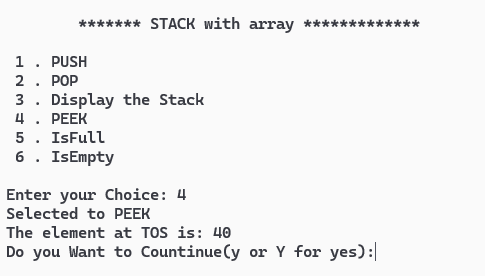 ******* STACK with array *************
1 . PUSH
2 . POP
3 . Display the Stack
4 . PEEK
5 . IsFull
6 . IsEmpty
Enter your Choice: 4
Selected to PEEK
The element at TOS is: 40
Do you Want to Countinue(y or Y for yes):